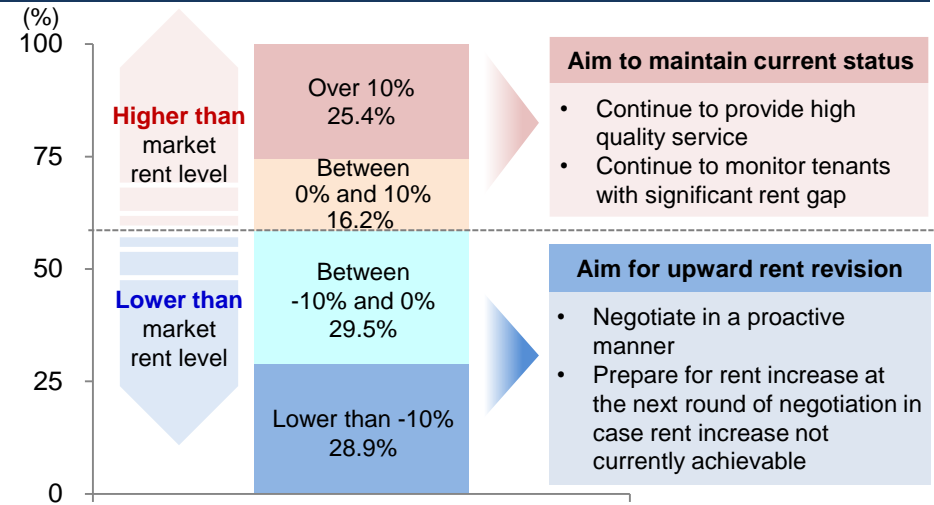 (%)
100
75
50
25
0
Higher than
market
rent level
Lower than
market
rent level
Over 10%
25.4%
Between
0% and 10%
16.2%
Between
-10% and 0%
29.5%
Lower than -10%
28.9%
Aim to maintain current status
• Continue to provide high
quality service
• Continue to monitor tenants
with significant rent gap
Aim for upward rent revision
• Negotiate in a proactive
manner
• Prepare for rent increase at
the next round of negotiation in
case rent increase not
currently achievable